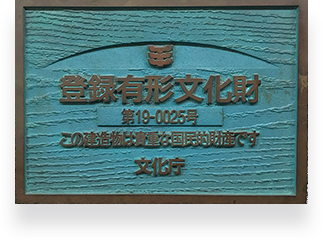 登録有形文化財
第19-0025号
この建造物は貴重な国民的財産です
文化庁